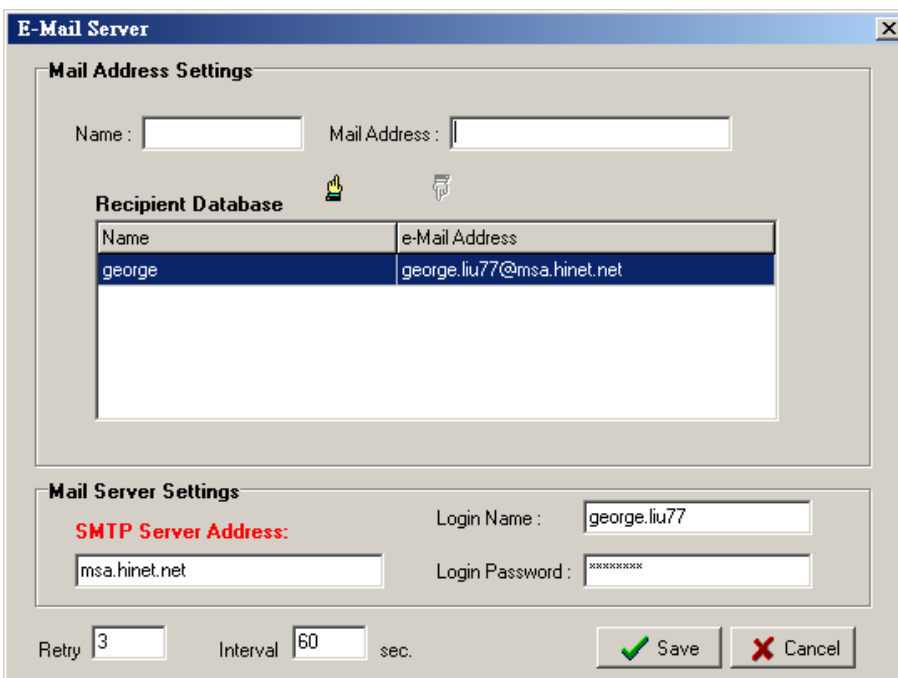 E-Mail Server
Mail Address Settings
Name :
Mail Address :
Recipient Database
Name e-Mail Address
george george.liu77@msa.hinet.net
Mail Server Settings
SMTP Server Address:
msa.hinet.net
Login Name : george.liu77
Login Password : ********
Retry 3 Interval 60 sec. Save Cancel